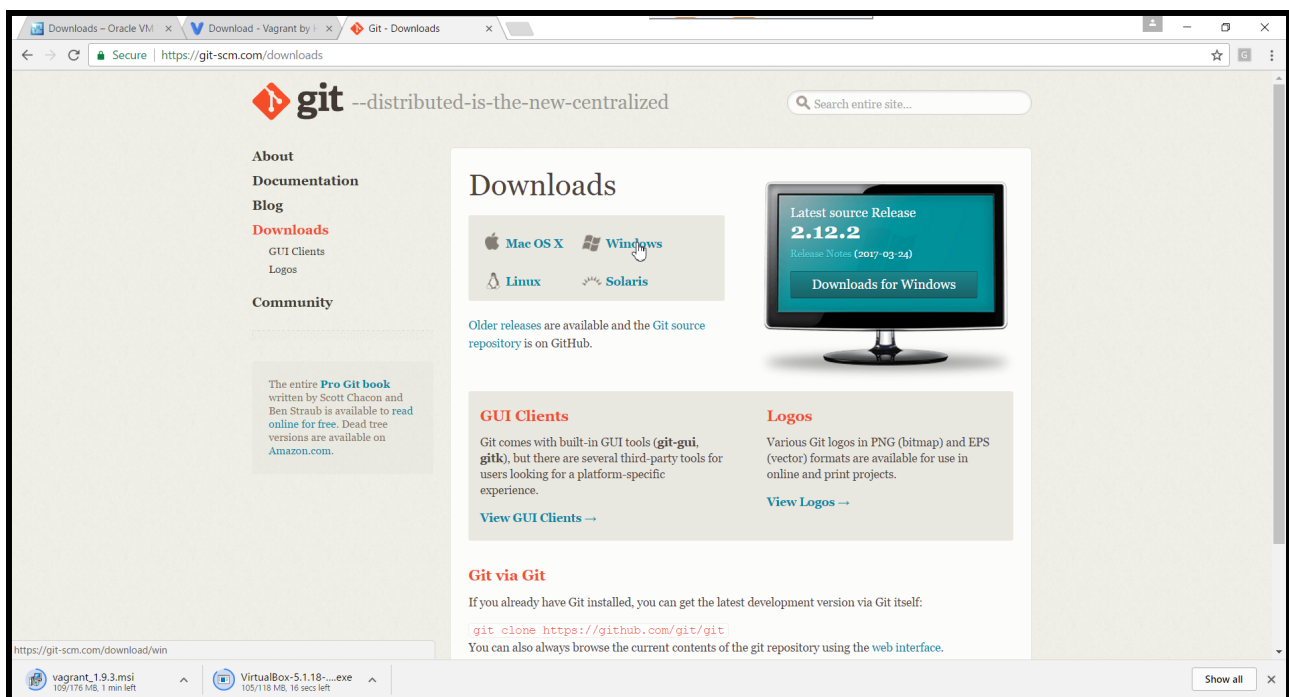 Downloads – Oracle VM
Download - Vagrant by H
Git - Downloads
Secure
https://git-scm.com/downloads
G
git --distributed-is-the-new-centralized
Search entire site...
About
Documentation
Blog
Downloads
GUI Clients
Logos
Community
The entire Pro Git book
written by Scott Chacon and
Ben Straub is available to read
online for free. Dead tree
versions are available on
Amazon.com.
Downloads
Mac OS X
Windows
Linux
Solaris
Older releases are available and the Git source
repository is on GitHub.
Latest source Release
2.12.2
Release Notes (2017-03-24)
Downloads for Windows
GUI Clients
Git comes with built-in GUI tools (git-gui,
gitk), but there are several third-party tools for
users looking for a platform-specific
experience.
View GUI Clients →
Logos
Various Git logos in PNG (bitmap) and EPS
(vector) formats are available for use in
online and print projects.
View Logos →
Git via Git
If you already have Git installed, you can get the latest development version via Git itself:
git clone https://github.com/git/git
You can also always browse the current contents of the git repository using the web interface.
https://git-scm.com/download/win
vagrant_1.9.3.msi
109/176 MB, 1 min left
VirtualBox-5.1.18-....exe
105/118 MB, 16 secs left
Show all